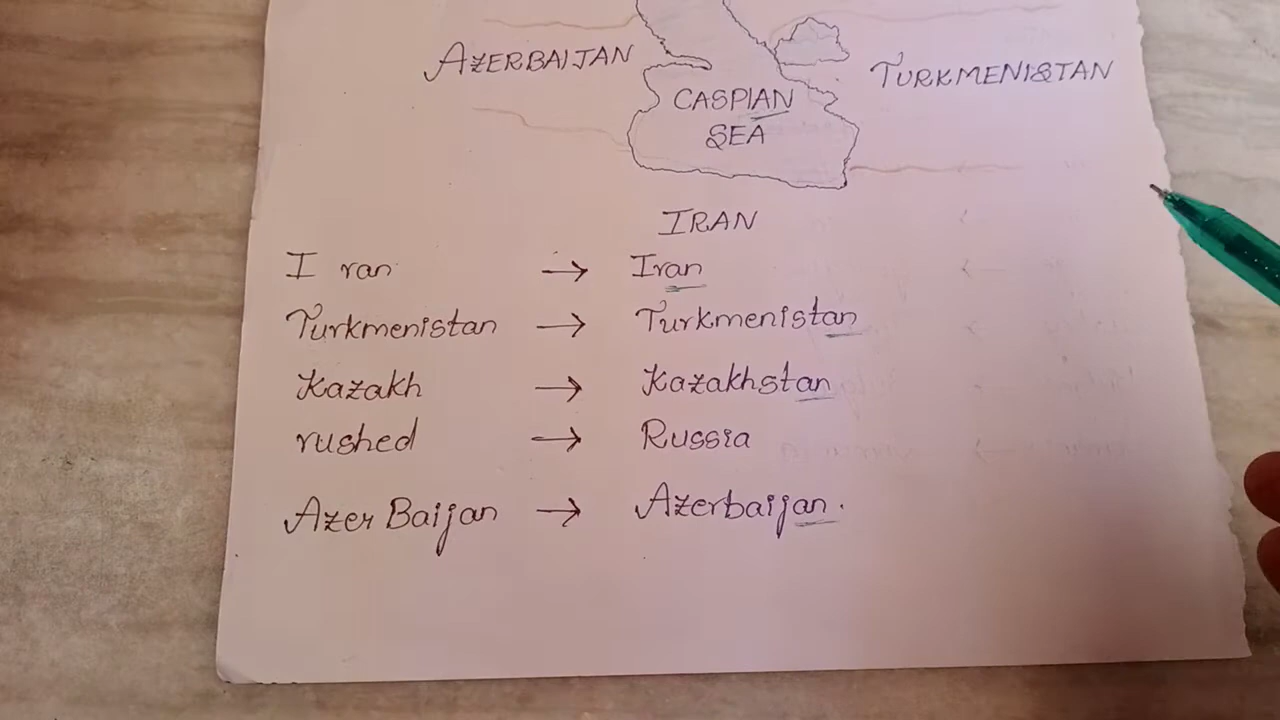 AZERBAIJAN
TURKMENISTAN
CASPIAN
SEA
IRAN
I ran → Iran
Turkmenistan → Turkmenistan
Kazakh → Kazakhstan
rushed → Russia
Azer Baijan → Azerbaijan.